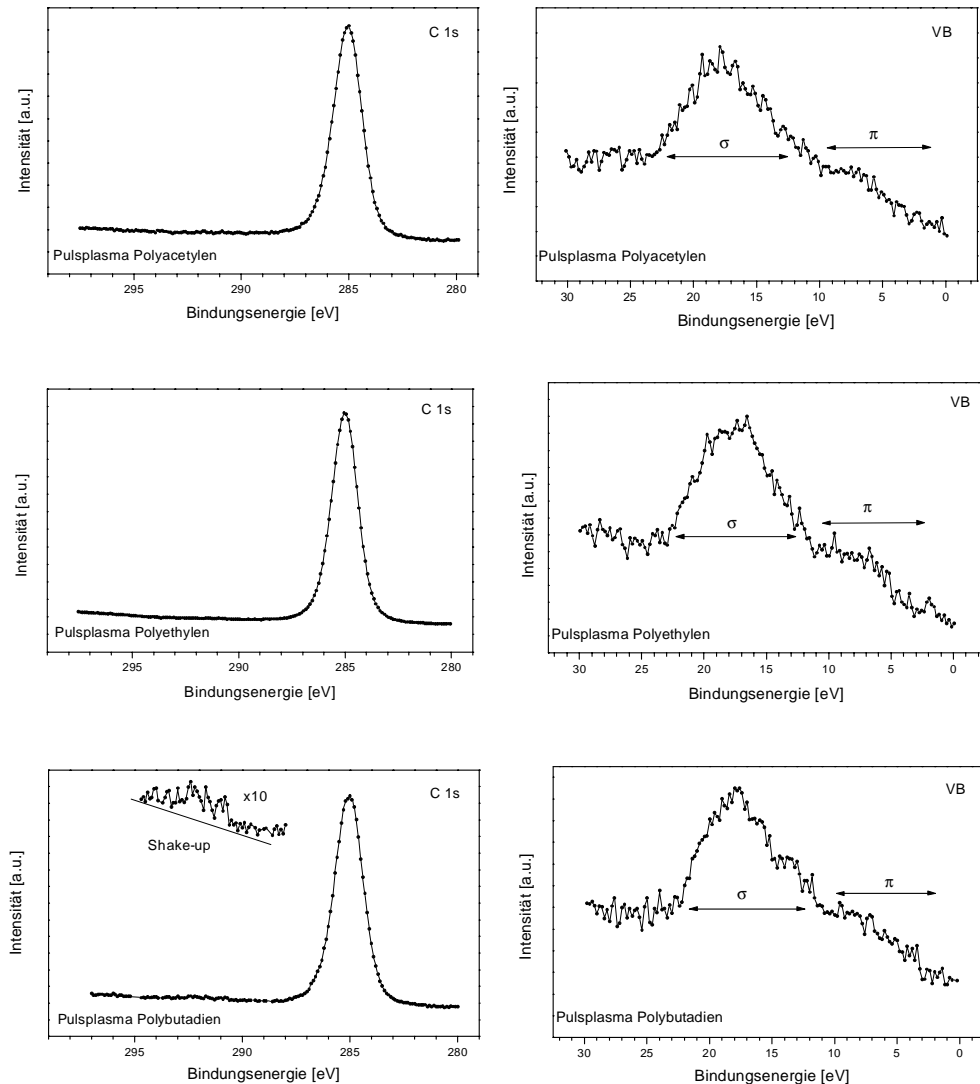 C 1s
Intensität [a.u.]
Pulsplasma Polyacetylen
295 290 285 280
Bindungsenergie [eV]
VB
π
σ
Intensität [a.u.]
Pulsplasma Polyacetylen
30 25 20 15 10 5 0
Bindungsenergie [eV]
C 1s
Intensität [a.u.]
Pulsplasma Polyethylen
295 290 285 280
Bindungsenergie [eV]
VB
π
σ
Intensität [a.u.]
Pulsplasma Polyethylen
30 25 20 15 10 5 0
Bindungsenergie [eV]
C 1s
x10
Shake-up
Intensität [a.u.]
Pulsplasma Polybutadien
295 290 285 280
Bindungsenergie [eV]
VB
π
σ
Intensität [a.u.]
Pulsplasma Polybutadien
30 25 20 15 10 5 0
Bindungsenergie [eV]